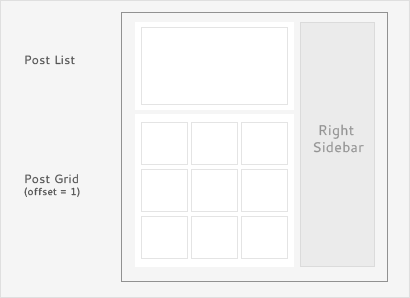 Post List
Right
Sidebar
Post Grid
(offset = 1)